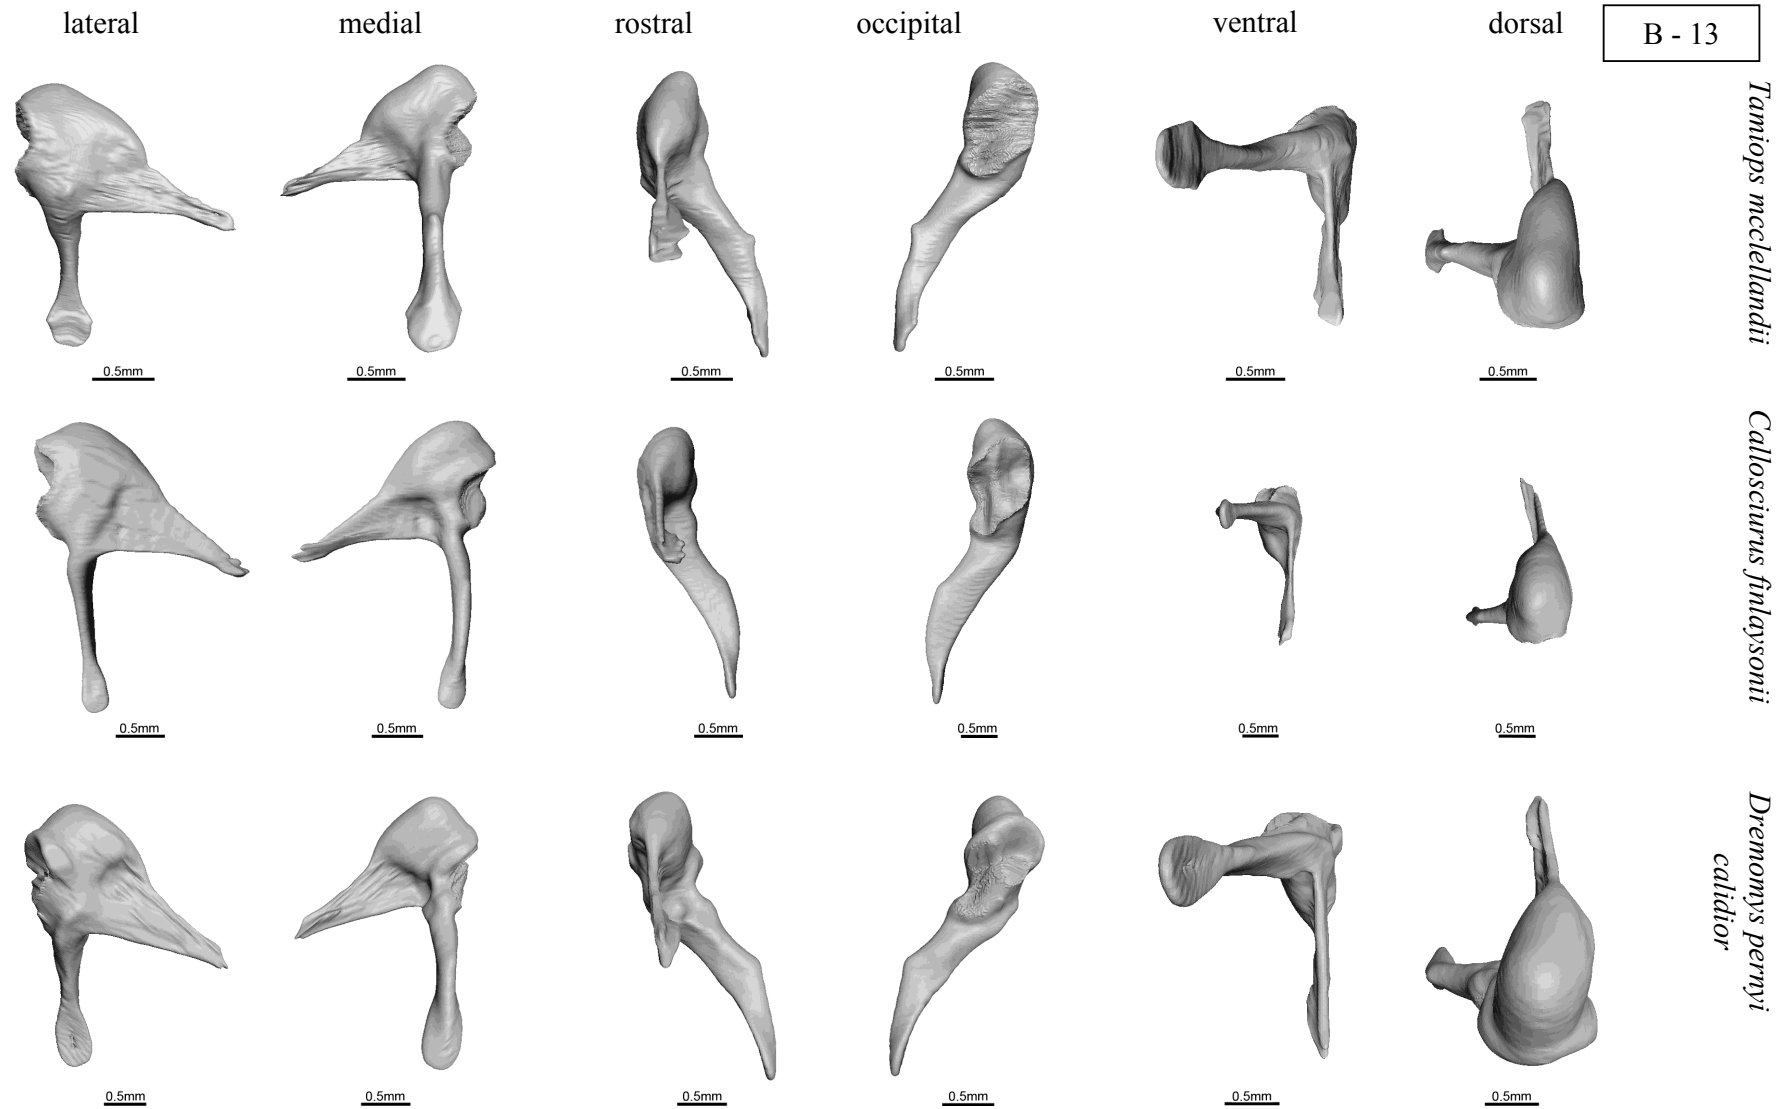 lateral medial rostral occipital ventral dorsal
B - 13
Tamiops mcclellandii
0.5mm 0.5mm 0.5mm 0.5mm 0.5mm 0.5mm
Callosciurus finlaysonii
0.5mm 0.5mm 0.5mm 0.5mm 0.5mm 0.5mm
Dremomys pernyi
calidior
0.5mm 0.5mm 0.5mm 0.5mm 0.5mm 0.5mm